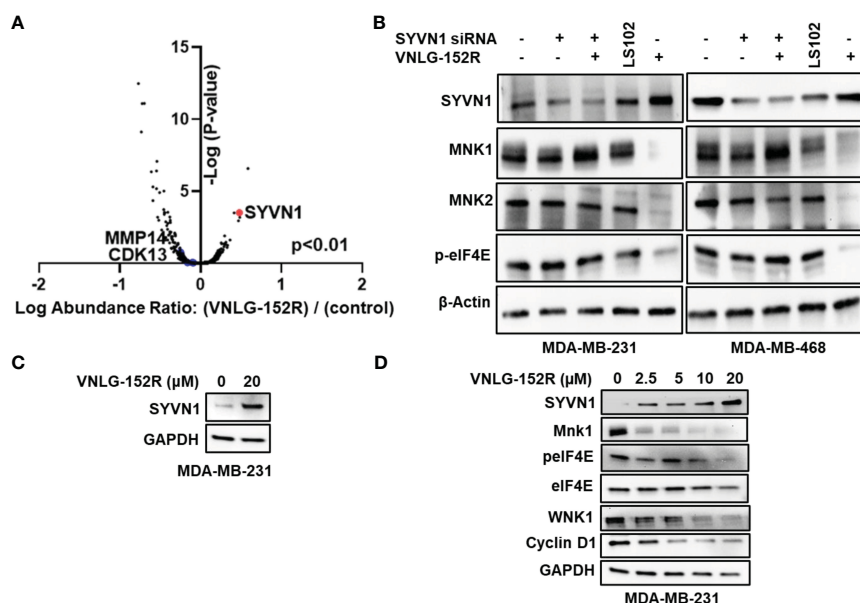 A
15
10
5
-Log (P-value)
SYVN1
MMP14
CDK13
p<0.01
-2 -1 0 1 2
Log Abundance Ratio: (VNLG-152R) / (control)
B
SYVN1 siRNA - + + LS102 - - + + LS102 -
VNLG-152R - - + + - - + +
SYVN1
MNK1
MNK2
p-eIF4E
β-Actin
MDA-MB-231 MDA-MB-468
C
VNLG-152R (µM) 0 20
SYVN1
GAPDH
MDA-MB-231
D
VNLG-152R (µM) 0 2.5 5 10 20
SYVN1
Mnk1
peIF4E
eIF4E
WNK1
Cyclin D1
GAPDH
MDA-MB-231